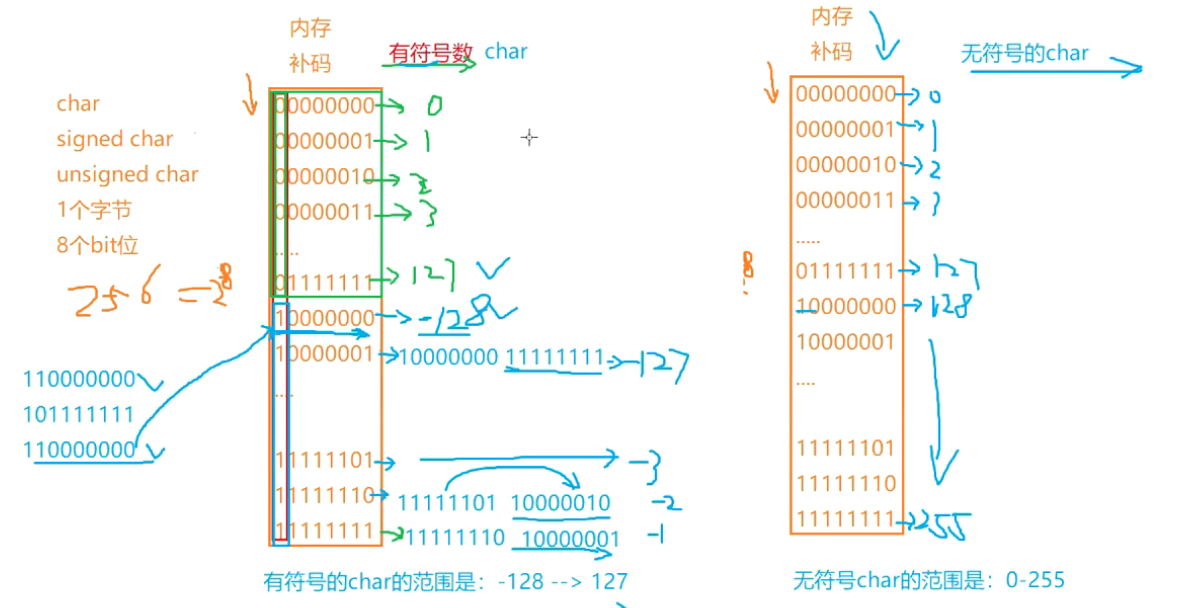 内存
补码
有符号数 char
char
signed char
unsigned char
1个字节
8个bit位
256 = 2^8
00000000 0
00000001 1
00000010 2
00000011 3
.....
01111111 127
10000000 -128
10000001 10000000 11111111 -127
....
11111101 -3
11111110 11111101 10000010 -2
11111111 11111110 10000001 -1
110000000
101111111
110000000
有符号的char的范围是：-128 --> 127
内存
补码
无符号的char
00000000 0
00000001 1
00000010 2
00000011 3
.....
01111111 127
10000000 128
10000001
....
11111101
11111110
11111111 255
无符号char的范围是：0-255